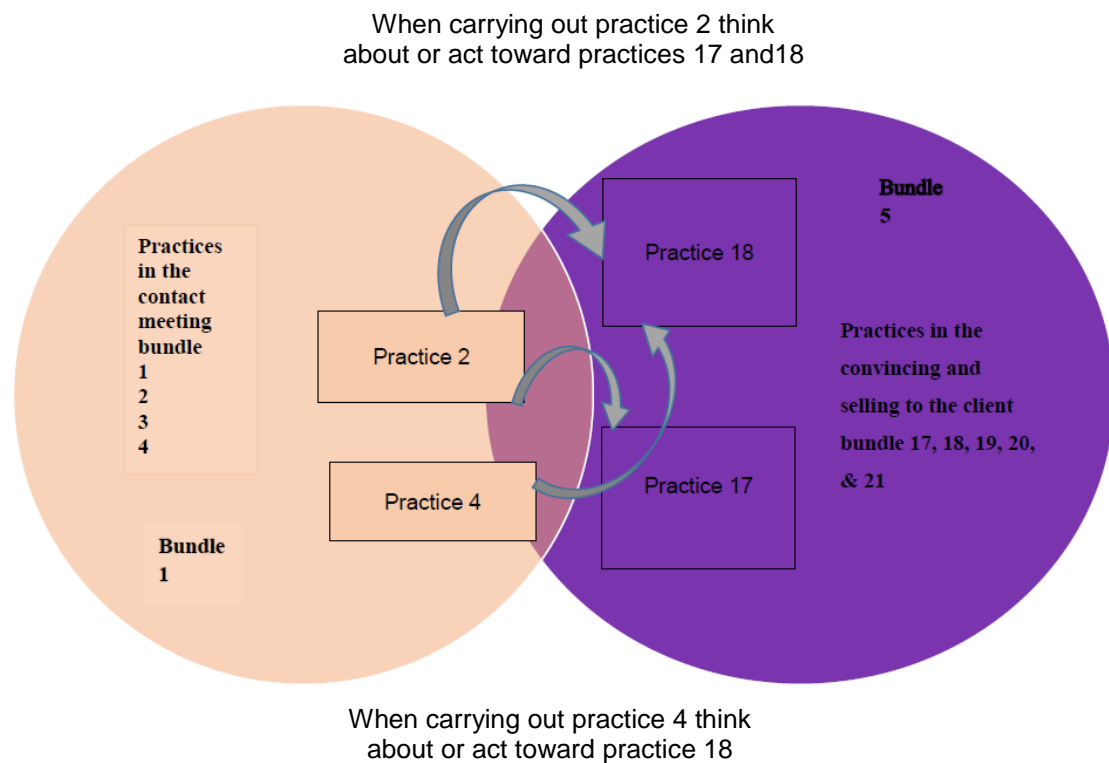 When carrying out practice 2 think
about or act toward practices 17 and18
Practices
in the
contact
meeting
bundle
1
2
3
4
Bundle
1
Practice 2
Practice 4
Practice 18
Practice 17
Bundle
5
Practices in the
convincing and
selling to the client
bundle 17, 18, 19, 20,
& 21
When carrying out practice 4 think
about or act toward practice 18